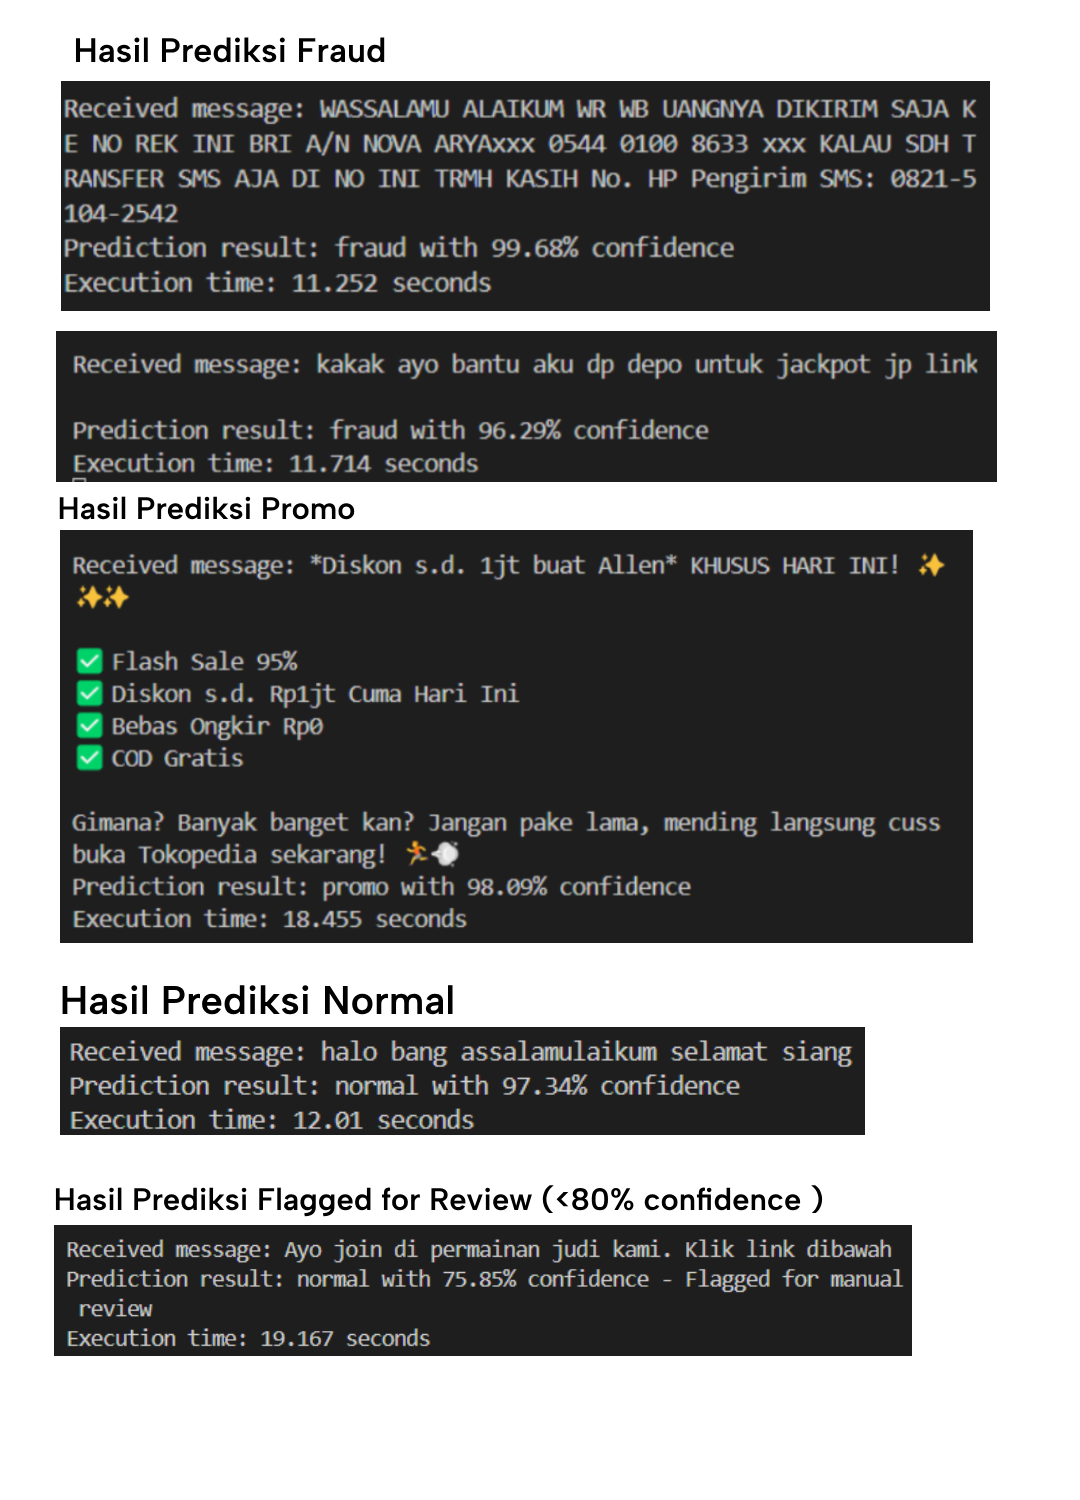 Hasil Prediksi Fraud
Received message: WASSALAMU ALAIKUM WR WB UANGNYA DIKIRIM SAJA K
E NO REK INI BRI A/N NOVA ARYAxxx 0544 0100 8633 xxx KALAU SDH T
RANSFER SMS AJA DI NO INI TRMH KASIH No. HP Pengirim SMS: 0821-5
104-2542
Prediction result: fraud with 99.68% confidence
Execution time: 11.252 seconds
Received message: kakak ayo bantu aku dp depo untuk jackpot jp link
Prediction result: fraud with 96.29% confidence
Execution time: 11.714 seconds
Hasil Prediksi Promo
Received message: *Diskon s.d. 1jt buat Allen* KHUSUS HARI INI! ✨
✨✨
✅ Flash Sale 95%
✅ Diskon s.d. Rp1jt Cuma Hari Ini
✅ Bebas Ongkir Rp0
✅ COD Gratis
Gimana? Banyak banget kan? Jangan pake lama, mending langsung cuss
buka Tokopedia sekarang! 🏃💨
Prediction result: promo with 98.09% confidence
Execution time: 18.455 seconds
Hasil Prediksi Normal
Received message: halo bang assalamulaikum selamat siang
Prediction result: normal with 97.34% confidence
Execution time: 12.01 seconds
Hasil Prediksi Flagged for Review (<80% confidence )
Received message: Ayo join di permainan judi kami. Klik link dibawah
Prediction result: normal with 75.85% confidence - Flagged for manual
review
Execution time: 19.167 seconds